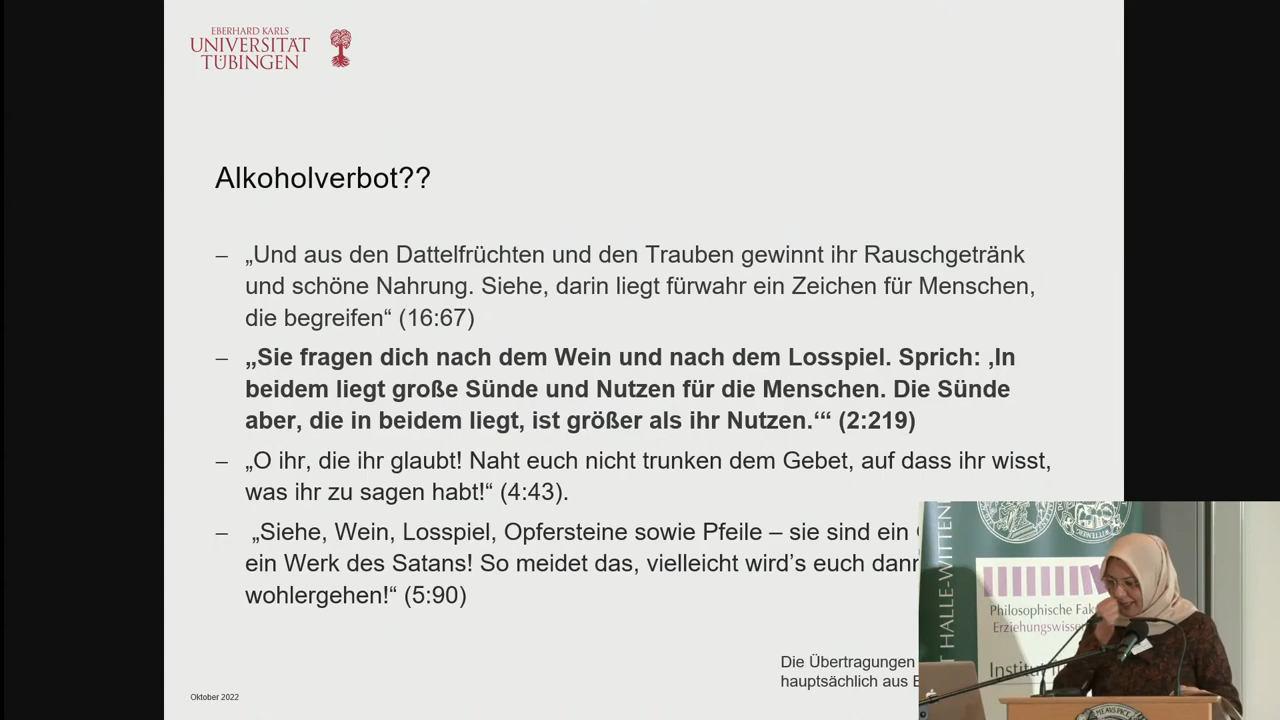 EBERHARD KARLS
UNIVERSITÄT
TÜBINGEN
Alkoholverbot??
– „Und aus den Dattelfrüchten und den Trauben gewinnt ihr Rauschgetränk
und schöne Nahrung. Siehe, darin liegt fürwahr ein Zeichen für Menschen,
die begreifen“ (16:67)
– „Sie fragen dich nach dem Wein und nach dem Losspiel. Sprich: ‚In
beidem liegt große Sünde und Nutzen für die Menschen. Die Sünde
aber, die in beidem liegt, ist größer als ihr Nutzen.‘“ (2:219)
– „O ihr, die ihr glaubt! Naht euch nicht trunken dem Gebet, auf dass ihr wisst,
was ihr zu sagen habt!“ (4:43).
– „Siehe, Wein, Losspiel, Opfersteine sowie Pfeile – sie sind ein
ein Werk des Satans! So meidet das, vielleicht wird’s euch dann
wohlergehen!“ (5:90)
Die Übertragungen
hauptsächlich aus
Oktober 2022
HALLE-WITTEN
Philosophische Fak
Erziehungswissen
Institut